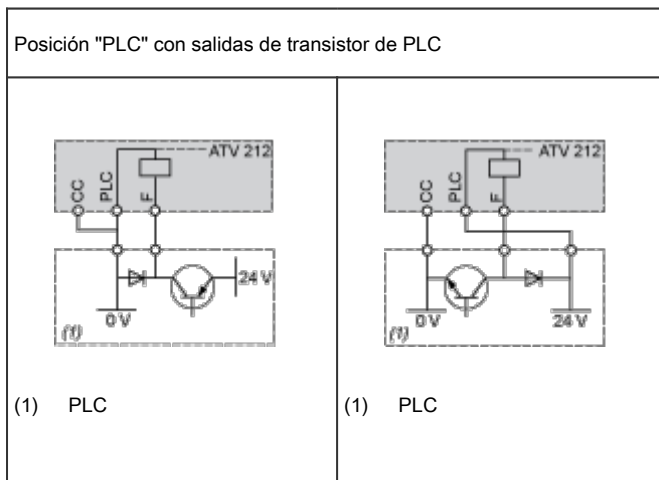 Posición "PLC" con salidas de transistor de PLC
ATV 212
CC
PLC
F
24 V
0 V
(1)
(1) PLC
ATV 212
CC
PLC
F
0 V
24 V
(1)
(1) PLC